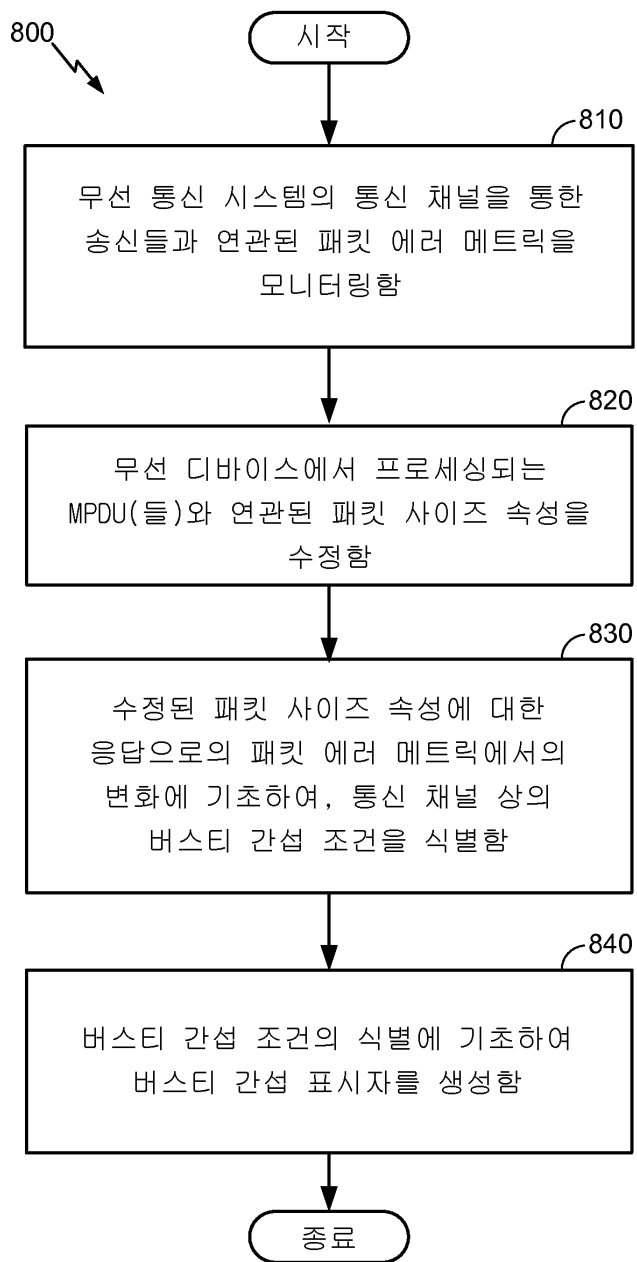 800
시작
810
무선 통신 시스템의 통신 채널을 통한
송신들과 연관된 패킷 에러 메트릭을
모니터링함
820
무선 디바이스에서 프로세싱되는
MPDU(들)와 연관된 패킷 사이즈 속성을
수정함
830
수정된 패킷 사이즈 속성에 대한
응답으로의 패킷 에러 메트릭에서의
변화에 기초하여, 통신 채널 상의
버스티 간섭 조건을 식별함
840
버스티 간섭 조건의 식별에 기초하여
버스티 간섭 표시자를 생성함
종료